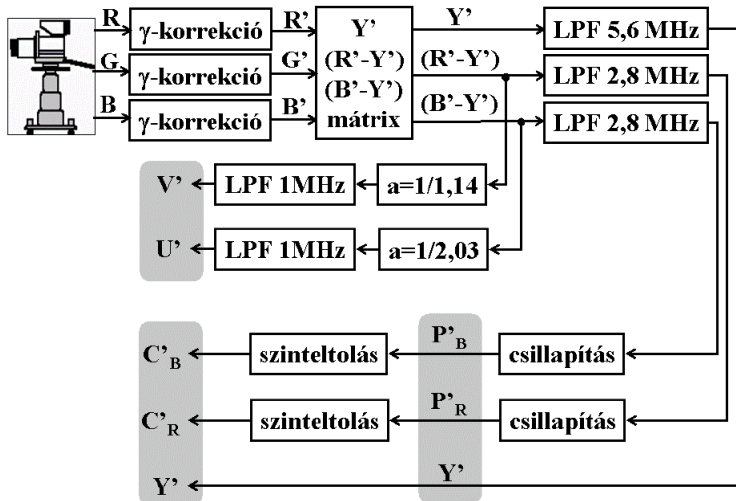 R γ-korrekció R’ Y’ Y’ LPF 5,6 MHz
G γ-korrekció G’ (R’-Y’) (R’-Y’) LPF 2,8 MHz
B γ-korrekció B’ (B’-Y’) mátrix (B’-Y’) LPF 2,8 MHz
V’ LPF 1MHz a=1/1,14
U’ LPF 1MHz a=1/2,03
C’B szinteltolás P’B csillapítás
C’R szinteltolás P’R csillapítás
Y’ Y’